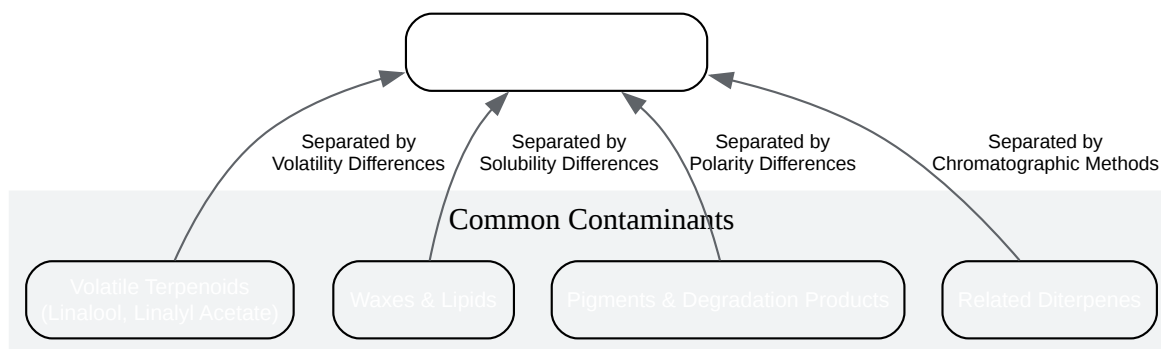 Separated by
Volatility Differences
Separated by
Solubility Differences
Separated by
Polarity Differences
Separated by
Chromatographic Methods
Common Contaminants
Volatile Terpenoids
(Linalool, Linalyl Acetate)
Waxes & Lipids
Pigments & Degradation Products
Related Diterpenes